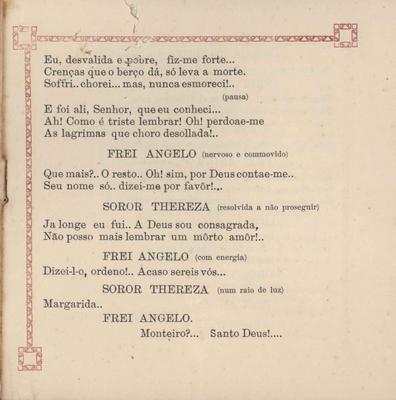 Eu, desvalida e pobre, fiz-me forte...
Crenças que o berço dá, só leva a morte.
Soffri.. chorei... mas, nunca esmoreci!..
(pausa)
E foi ali, Senhor, que eu conheci...
Ah! Como é triste lembrar! Oh! perdoae-me
As lagrimas que choro desollada!..
FREI ANGELO (nervoso e commovido)
Que mais?.. O resto.. Oh! sim, por Deus contae-me..
Seu nome só.. dizei-me por favôr!..
SOROR THEREZA (resolvida a não proseguir)
Ja longe eu fui.. A Deus sou consagrada,
Não posso mais lembrar um môrto amôr!..
FREI ANGELO (com energia)
Dizei-l-o, ordeno!.. Acaso sereis vós...
SOROR THEREZA (num raio de luz)
Margarida..
FREI ANGELO.
Monteiro?... Santo Deus!....